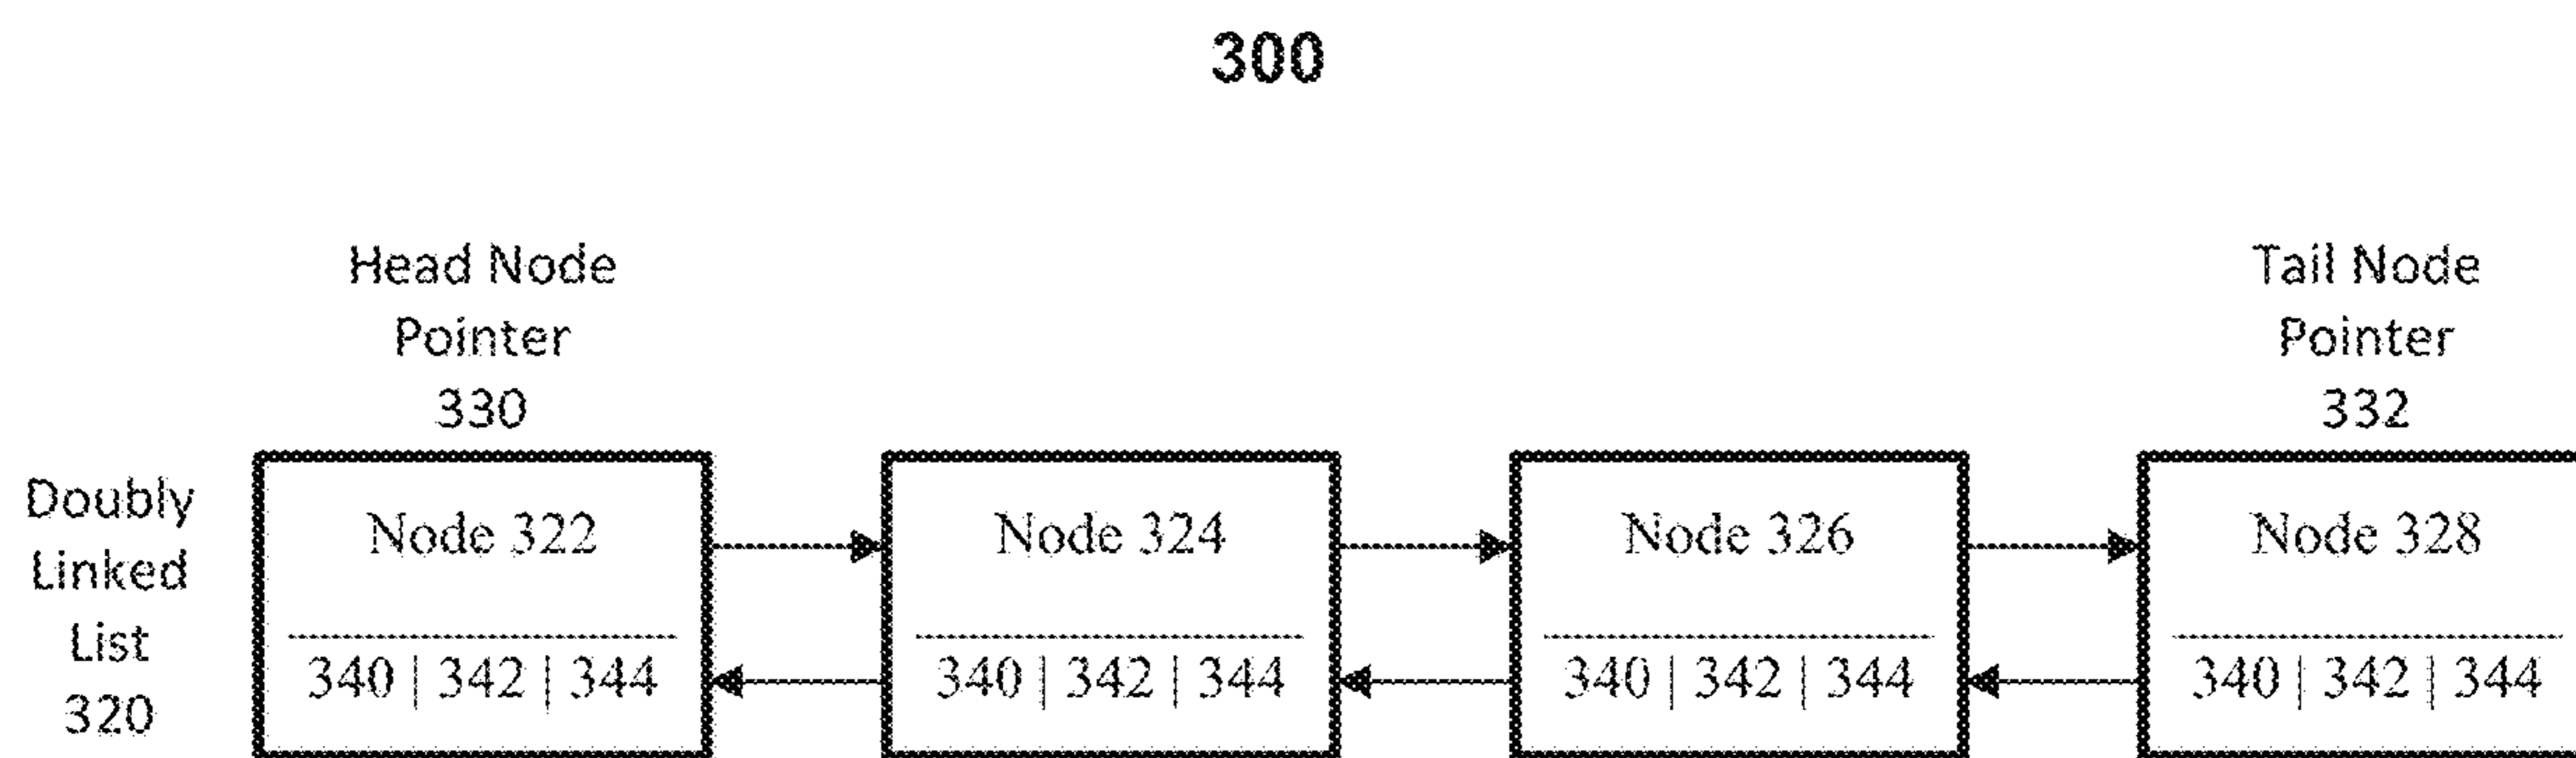 300
Head Node
Pointer
330
Tail Node
Pointer
332
Doubly
Linked
List
320
Node 322
340 | 342 | 344
Node 324
340 | 342 | 344
Node 326
340 | 342 | 344
Node 328
340 | 342 | 344